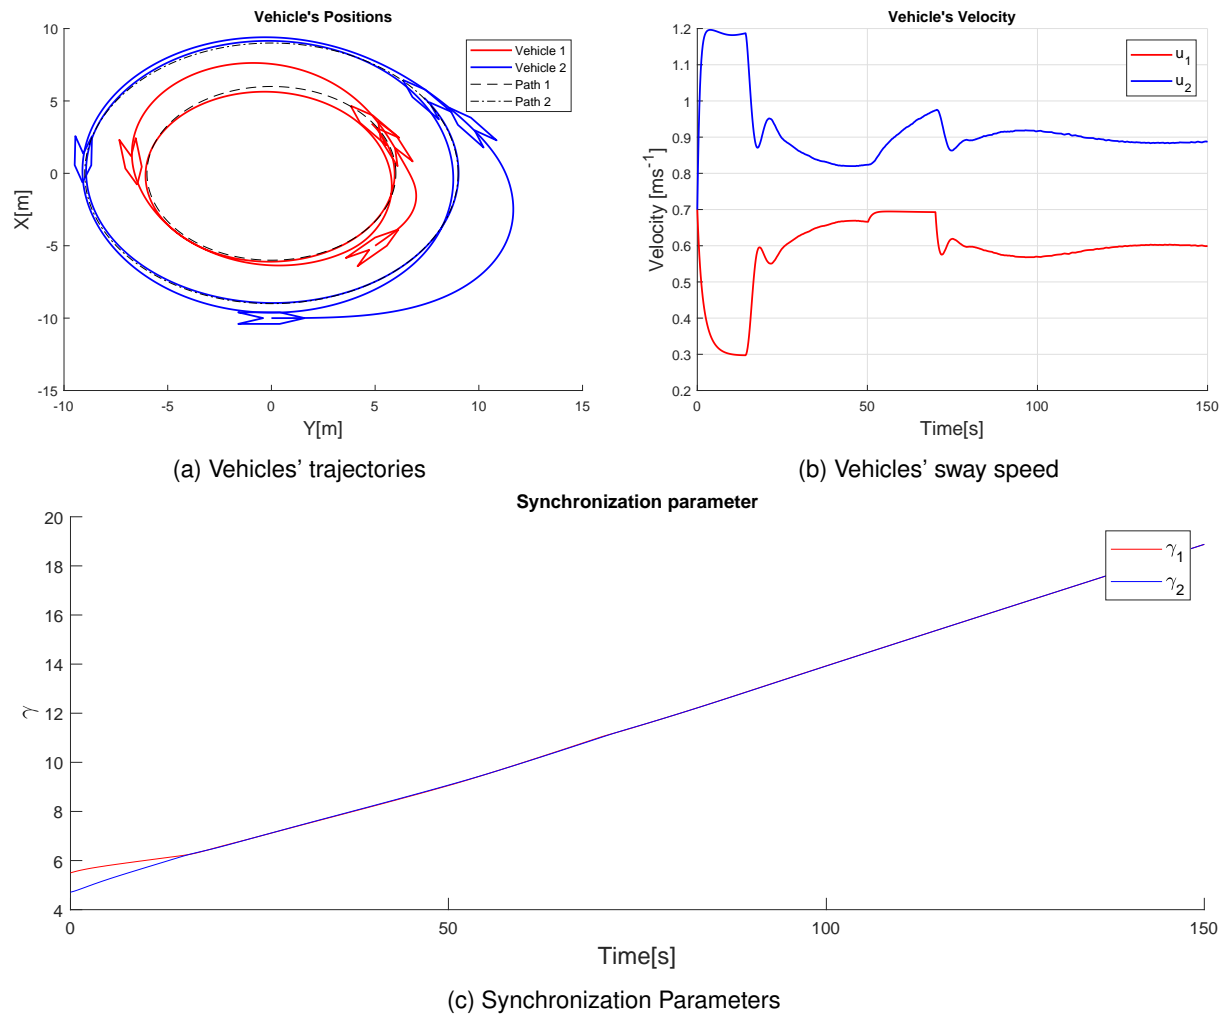 Vehicle's Positions
10
5
0
-5
-10
-15
X[m]
-10
-5
0
5
10
15
Y[m]
Vehicle 1
Vehicle 2
Path 1
Path 2
(a) Vehicles' trajectories
Vehicle's Velocity
1.2
1.1
1
0.9
0.8
0.7
0.6
0.5
0.4
0.3
0.2
Velocity [ms-1]
0
50
100
150
Time[s]
u1
u2
(b) Vehicles' sway speed
Synchronization parameter
20
18
16
14
12
10
8
6
4
γ
0
50
100
150
Time[s]
γ1
γ2
(c) Synchronization Parameters